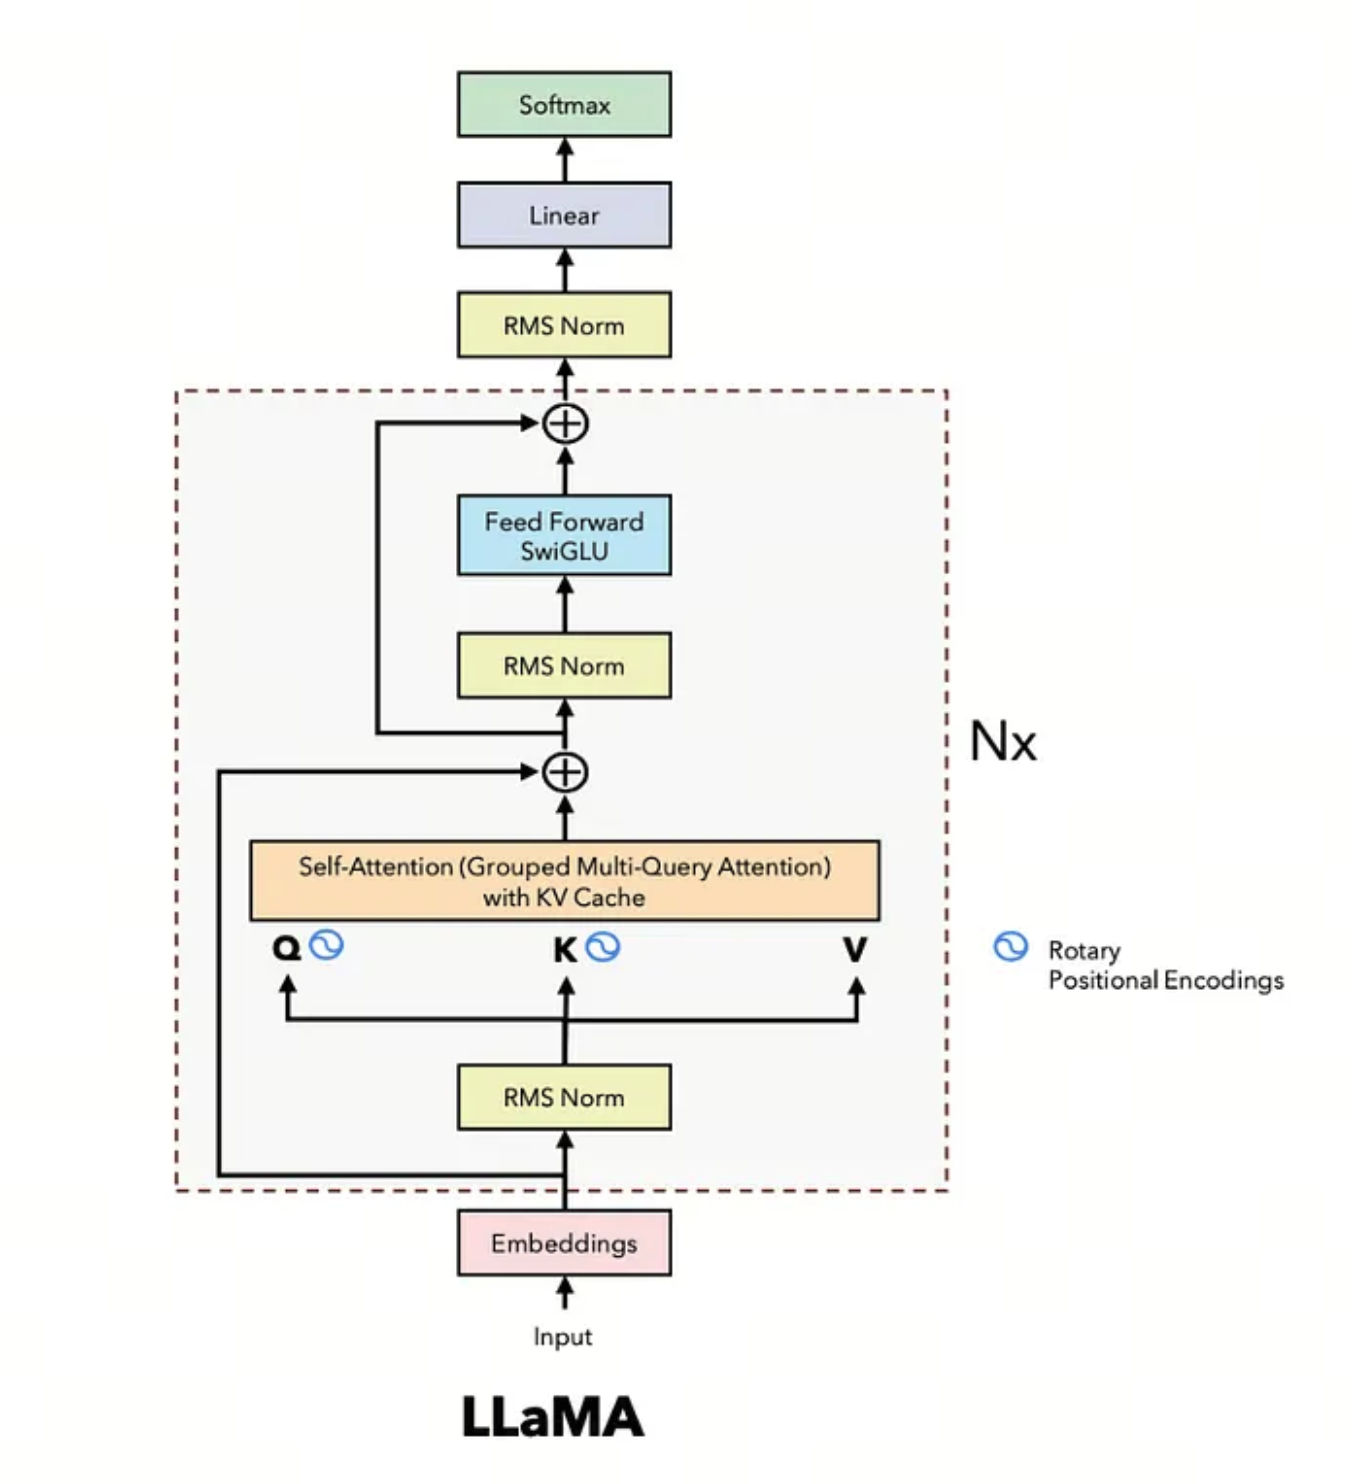 Softmax
Linear
RMS Norm
Feed Forward
SwiGLU
RMS Norm
Nx
Self-Attention (Grouped Multi-Query Attention)
with KV Cache
Q K V
Rotary
Positional Encodings
RMS Norm
Embeddings
Input
LLaMA